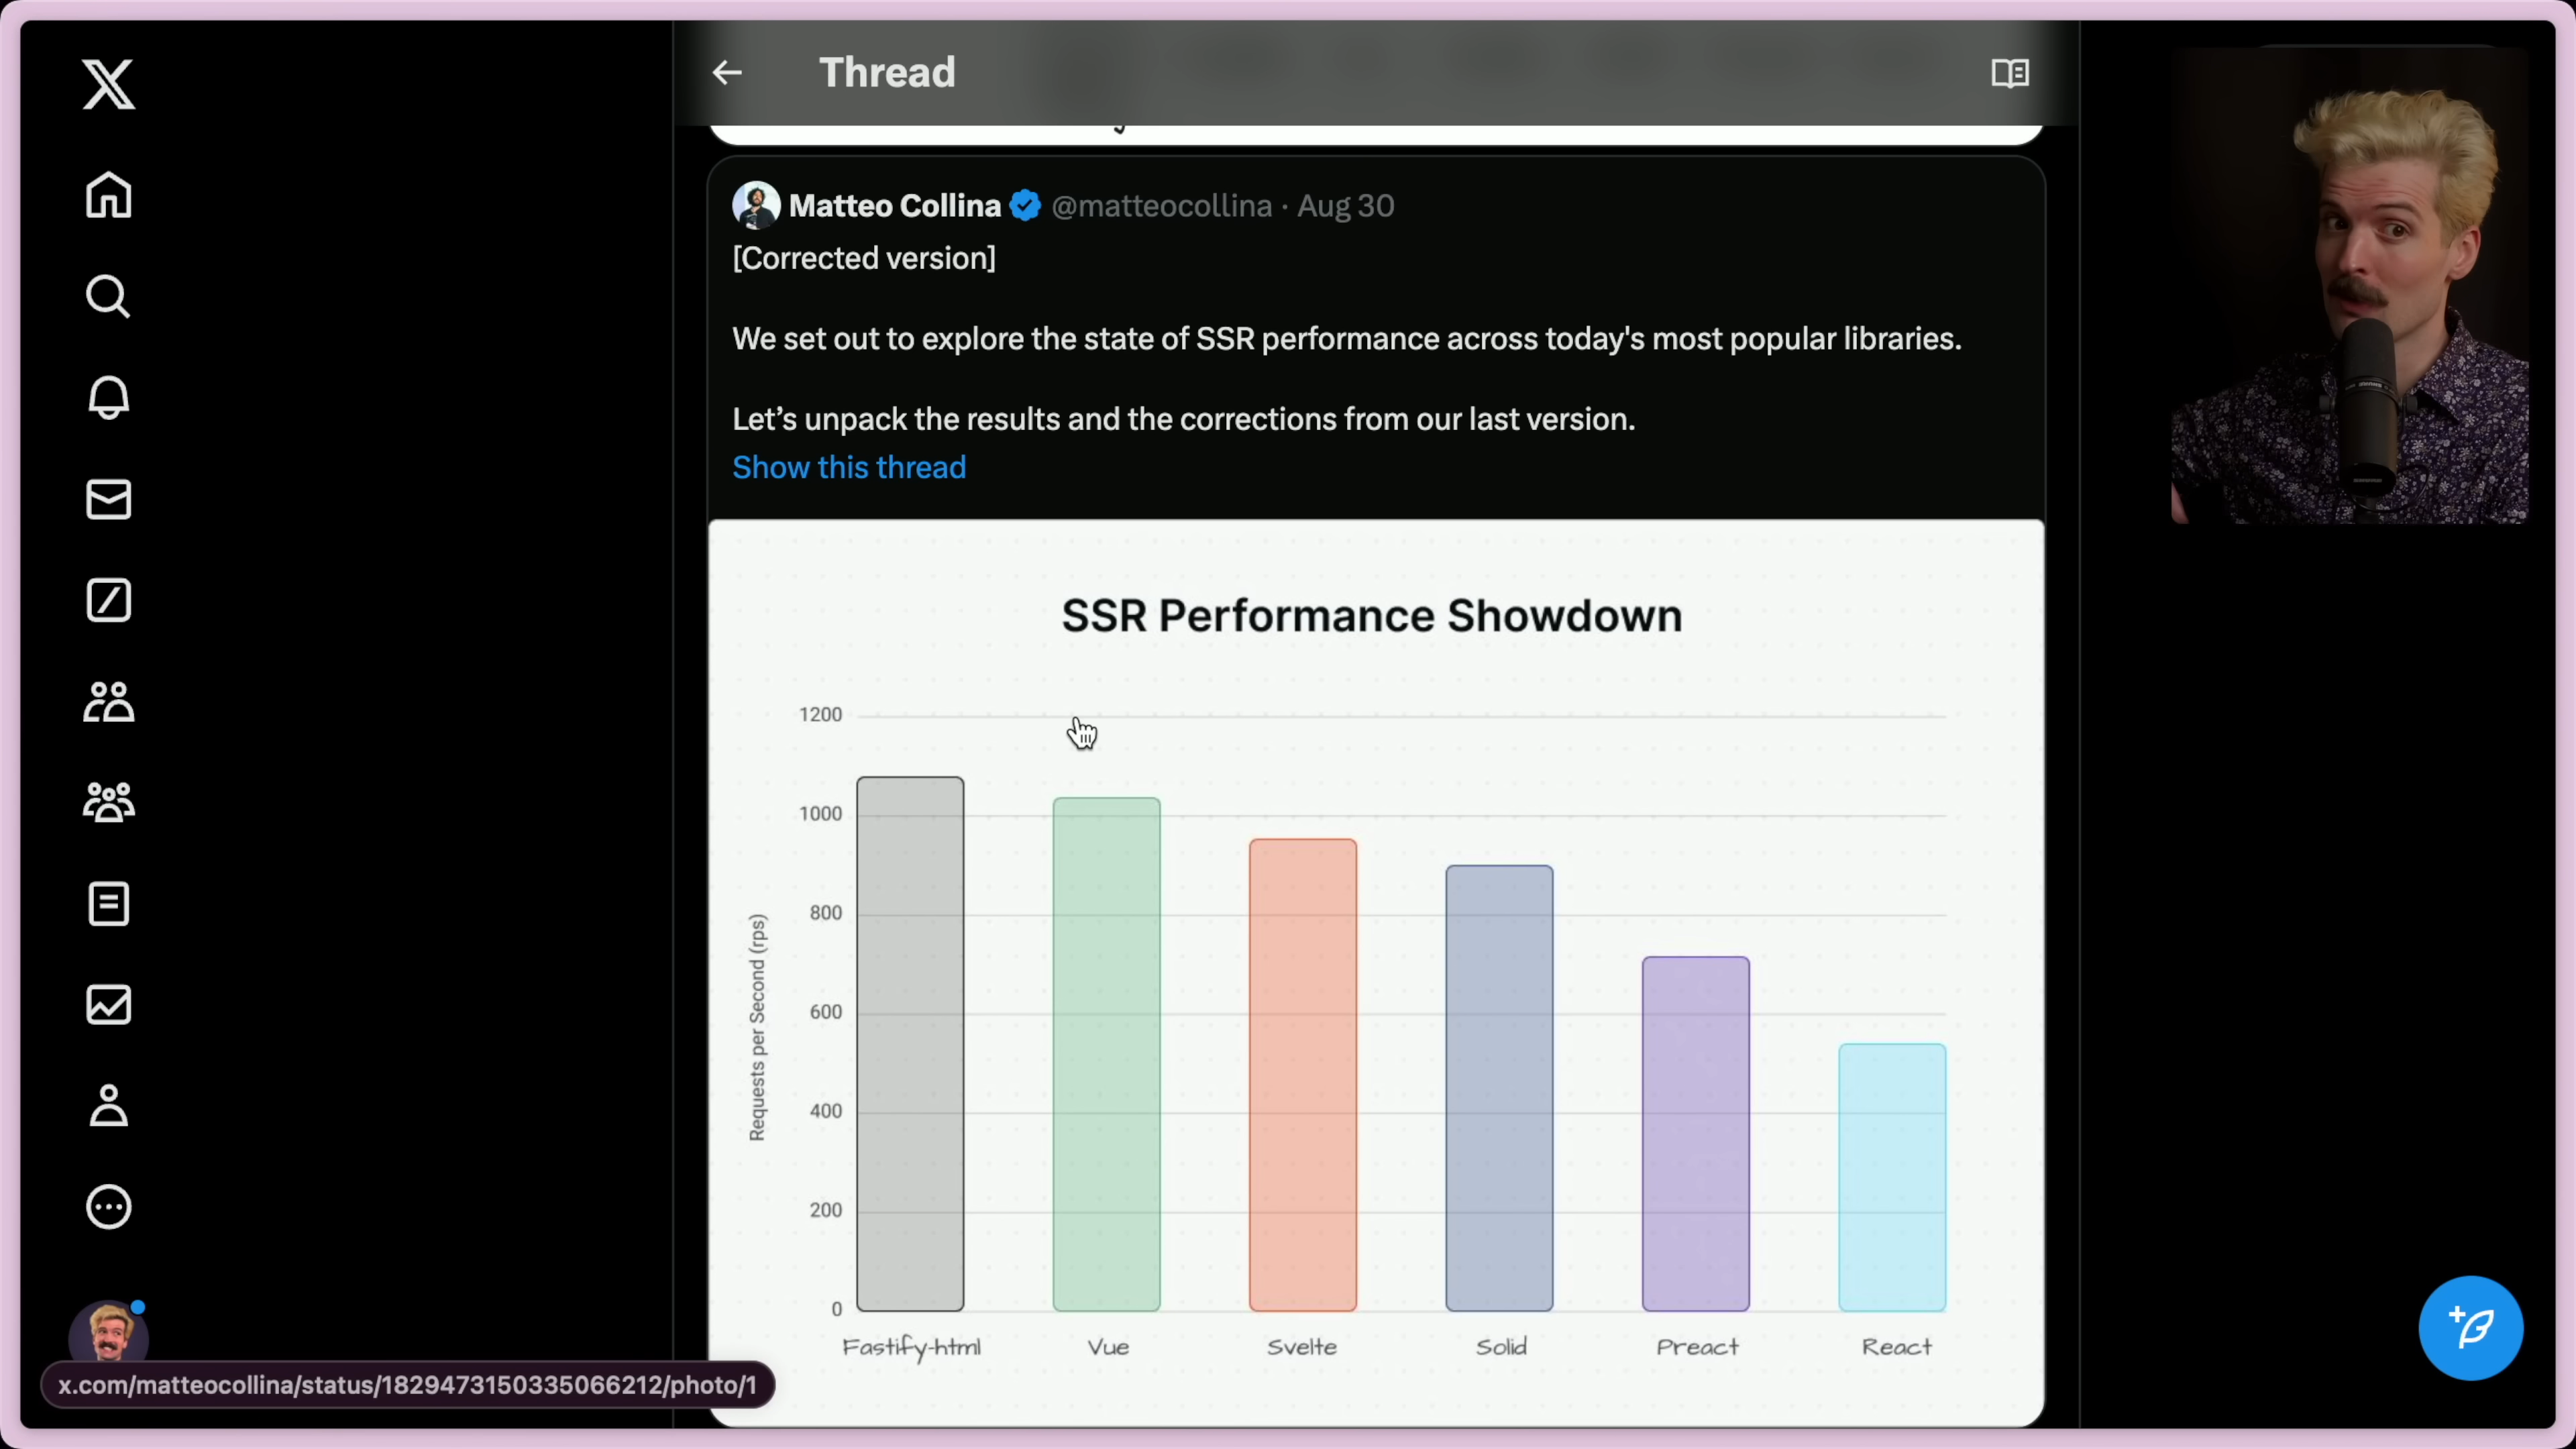 Thread
Matteo Collina @matteocollina · Aug 30
[Corrected version]
We set out to explore the state of SSR performance across today's most popular libraries.
Let’s unpack the results and the corrections from our last version.
Show this thread
SSR Performance Showdown
Requests per Second (rps)
1200
1000
800
600
400
200
0
Fastify-html Vue Svelte Solid Preact React
x.com/matteocollina/status/1829473150335066212/photo/1